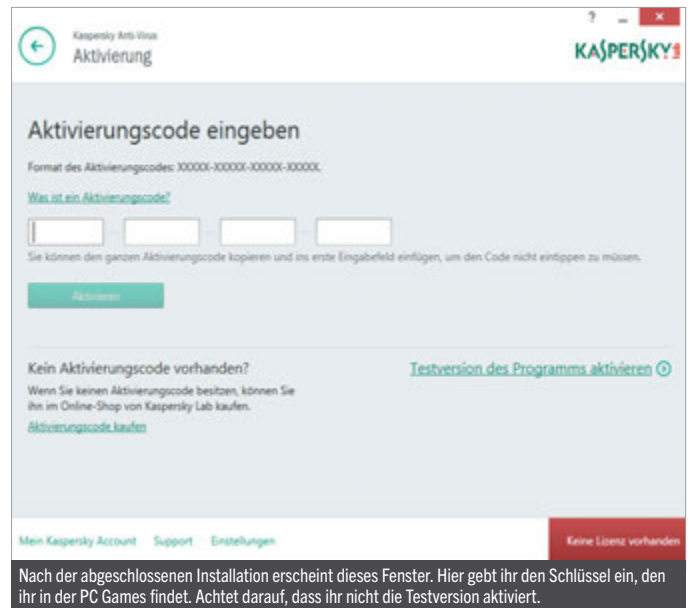 Kaspersky Anti-Virus
Aktivierung
? _ ×
KASPERSKY lab
Aktivierungscode eingeben
Format des Aktivierungscodes: XXXXX-XXXXX-XXXXX-XXXXX.
Was ist ein Aktivierungscode?
Sie können den ganzen Aktivierungscode kopieren und ins erste Eingabefeld einfügen, um den Code nicht eintippen zu müssen.
Aktivieren
Kein Aktivierungscode vorhanden?
Wenn Sie keinen Aktivierungscode besitzen, können Sie
ihn im Online-Shop von Kaspersky Lab kaufen.
Aktivierungscode kaufen
Testversion des Programms aktivieren
Mein Kaspersky Account Support Einstellungen
Keine Lizenz vorhanden
Nach der abgeschlossenen Installation erscheint dieses Fenster. Hier gebt ihr den Schlüssel ein, den
ihr in der PC Games findet. Achtet darauf, dass ihr nicht die Testversion aktiviert.